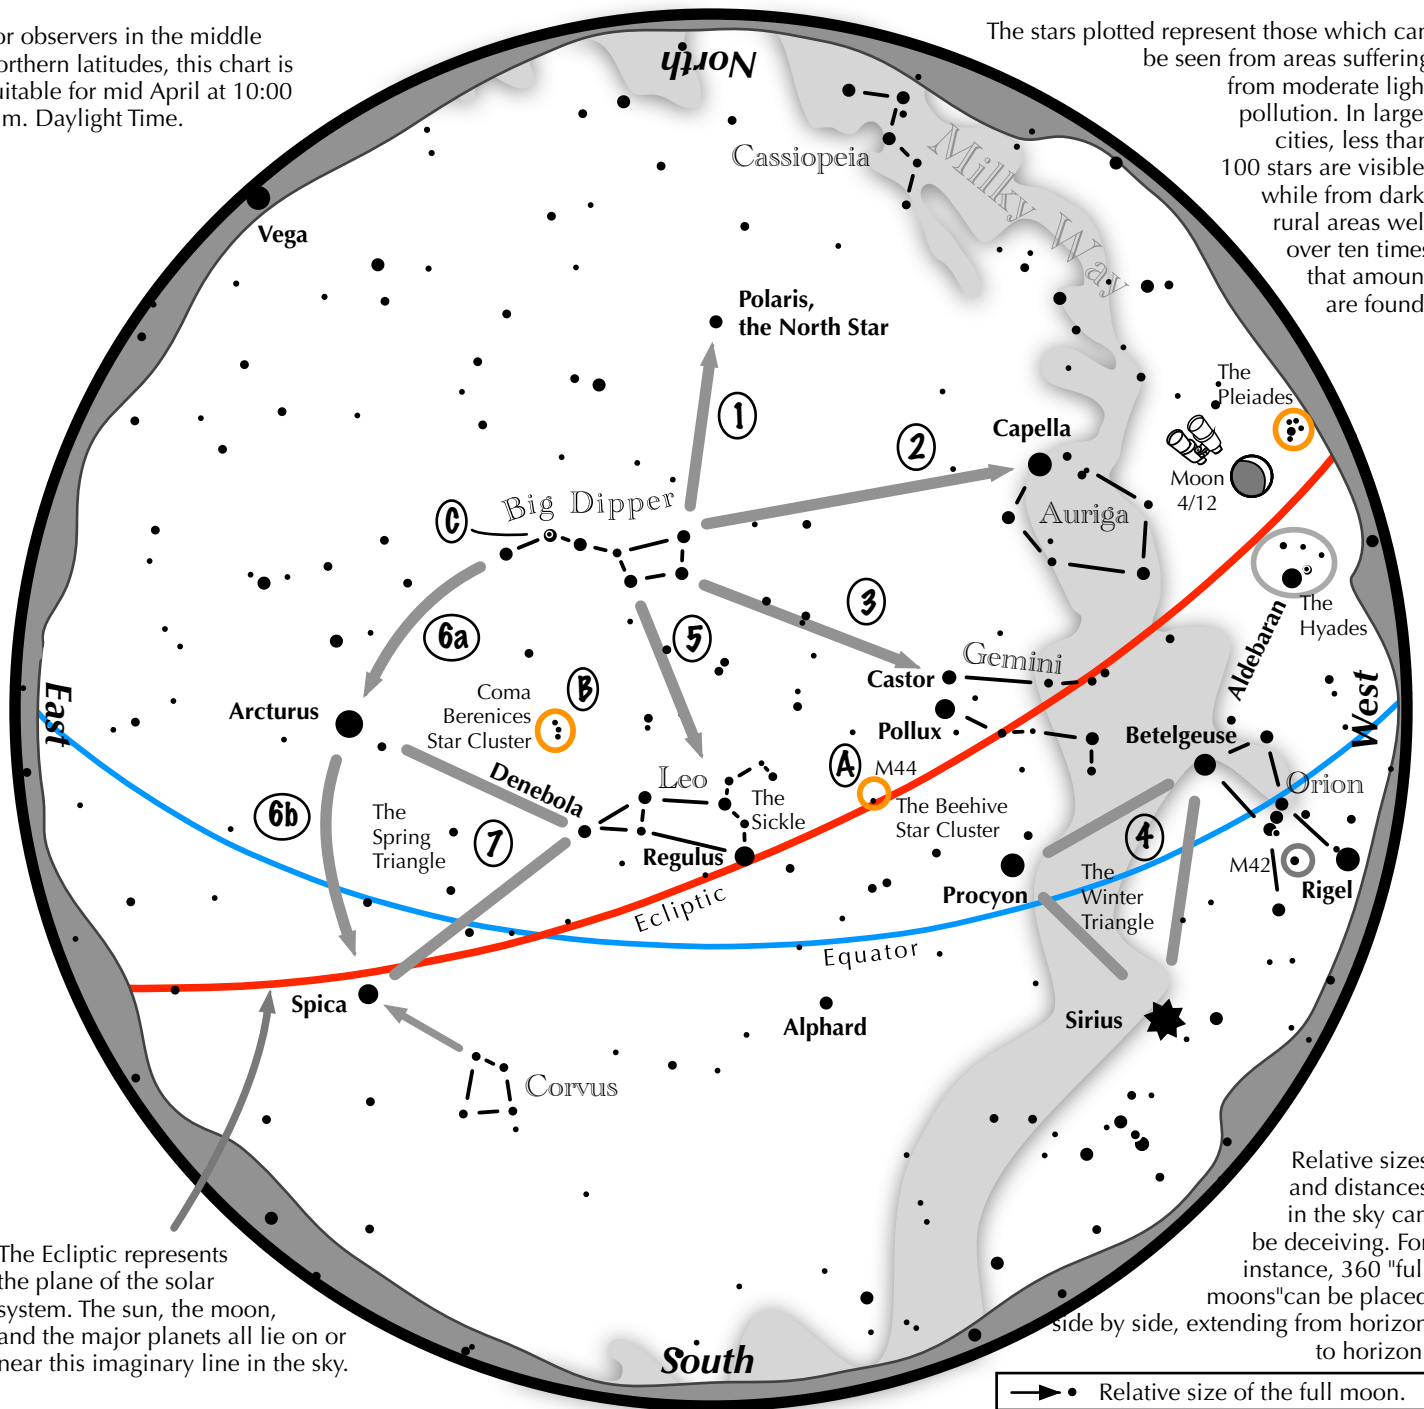 or observers in the middle
orthern latitudes, this chart is
uitable for mid April at 10:00
.m. Daylight Time.
The stars plotted represent those which can
be seen from areas suffering
from moderate ligh
pollution. In large
cities, less than
100 stars are visible
while from dark
rural areas wel
over ten times
that amoun
are found
North
Cassiopeia
Milky Way
Vega
Polaris,
the North Star
1
2
The
Pleiades
Capella
Moon
4/12
Auriga
Big Dipper
C
3
The
Hyades
Aldebaran
6a
5
Gemini
Castor
Pollux
B
Coma
Berenices
Star Cluster
Arcturus
East
West
Betelgeuse
A
M44
The Beehive
Star Cluster
Orion
Denebola
Leo
The
Sickle
6b
The
Spring
Triangle
7
Regulus
4
M42
Rigel
Procyon
The
Winter
Triangle
Ecliptic
Equator
Spica
Alphard
Sirius
Corvus
The Ecliptic represents
the plane of the solar
system. The sun, the moon,
and the major planets all lie on or
near this imaginary line in the sky.
Relative sizes
and distances
in the sky can
be deceiving. For
instance, 360 "ful
moons"can be placed
side by side, extending from horizon
to horizon
South
Relative size of the full moon.